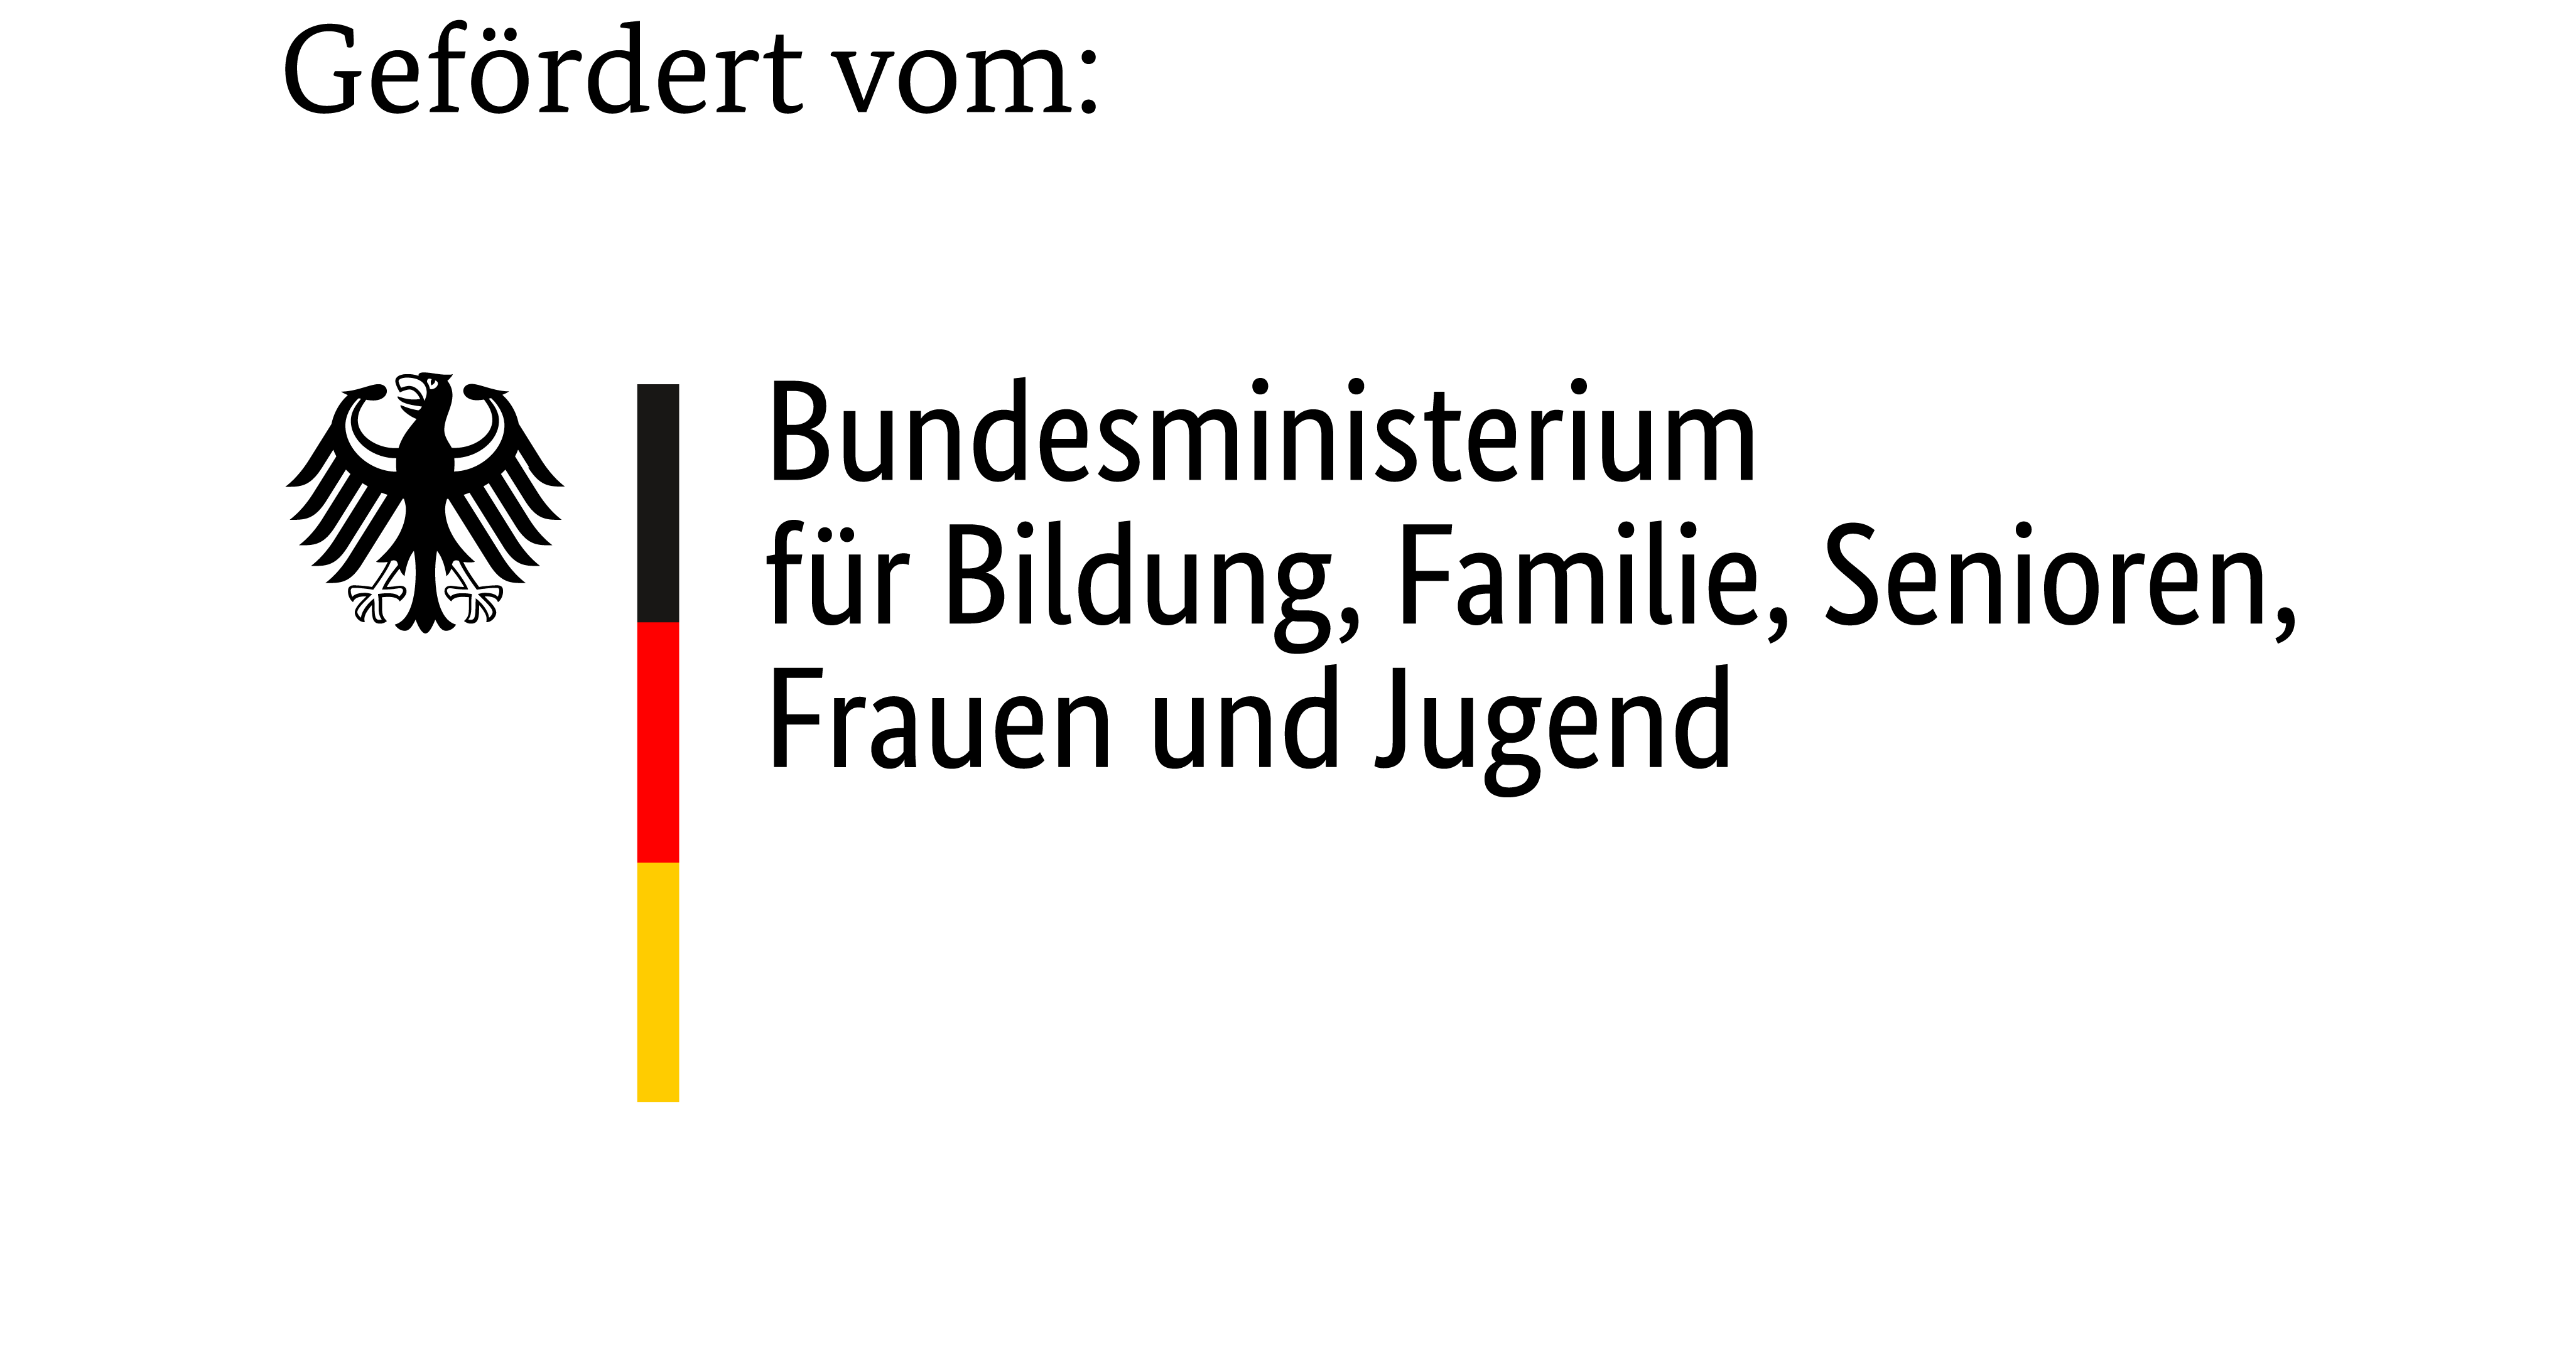 Gefördert vom:
Bundesministerium
für Bildung, Familie, Senioren,
Frauen und Jugend